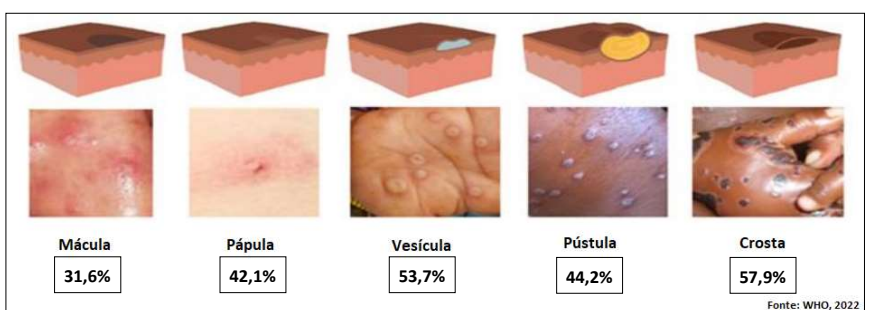 Mácula Pápula Vesícula Pústula Crosta
31,6% 42,1% 53,7% 44,2% 57,9%
Fonte: WHO, 2022